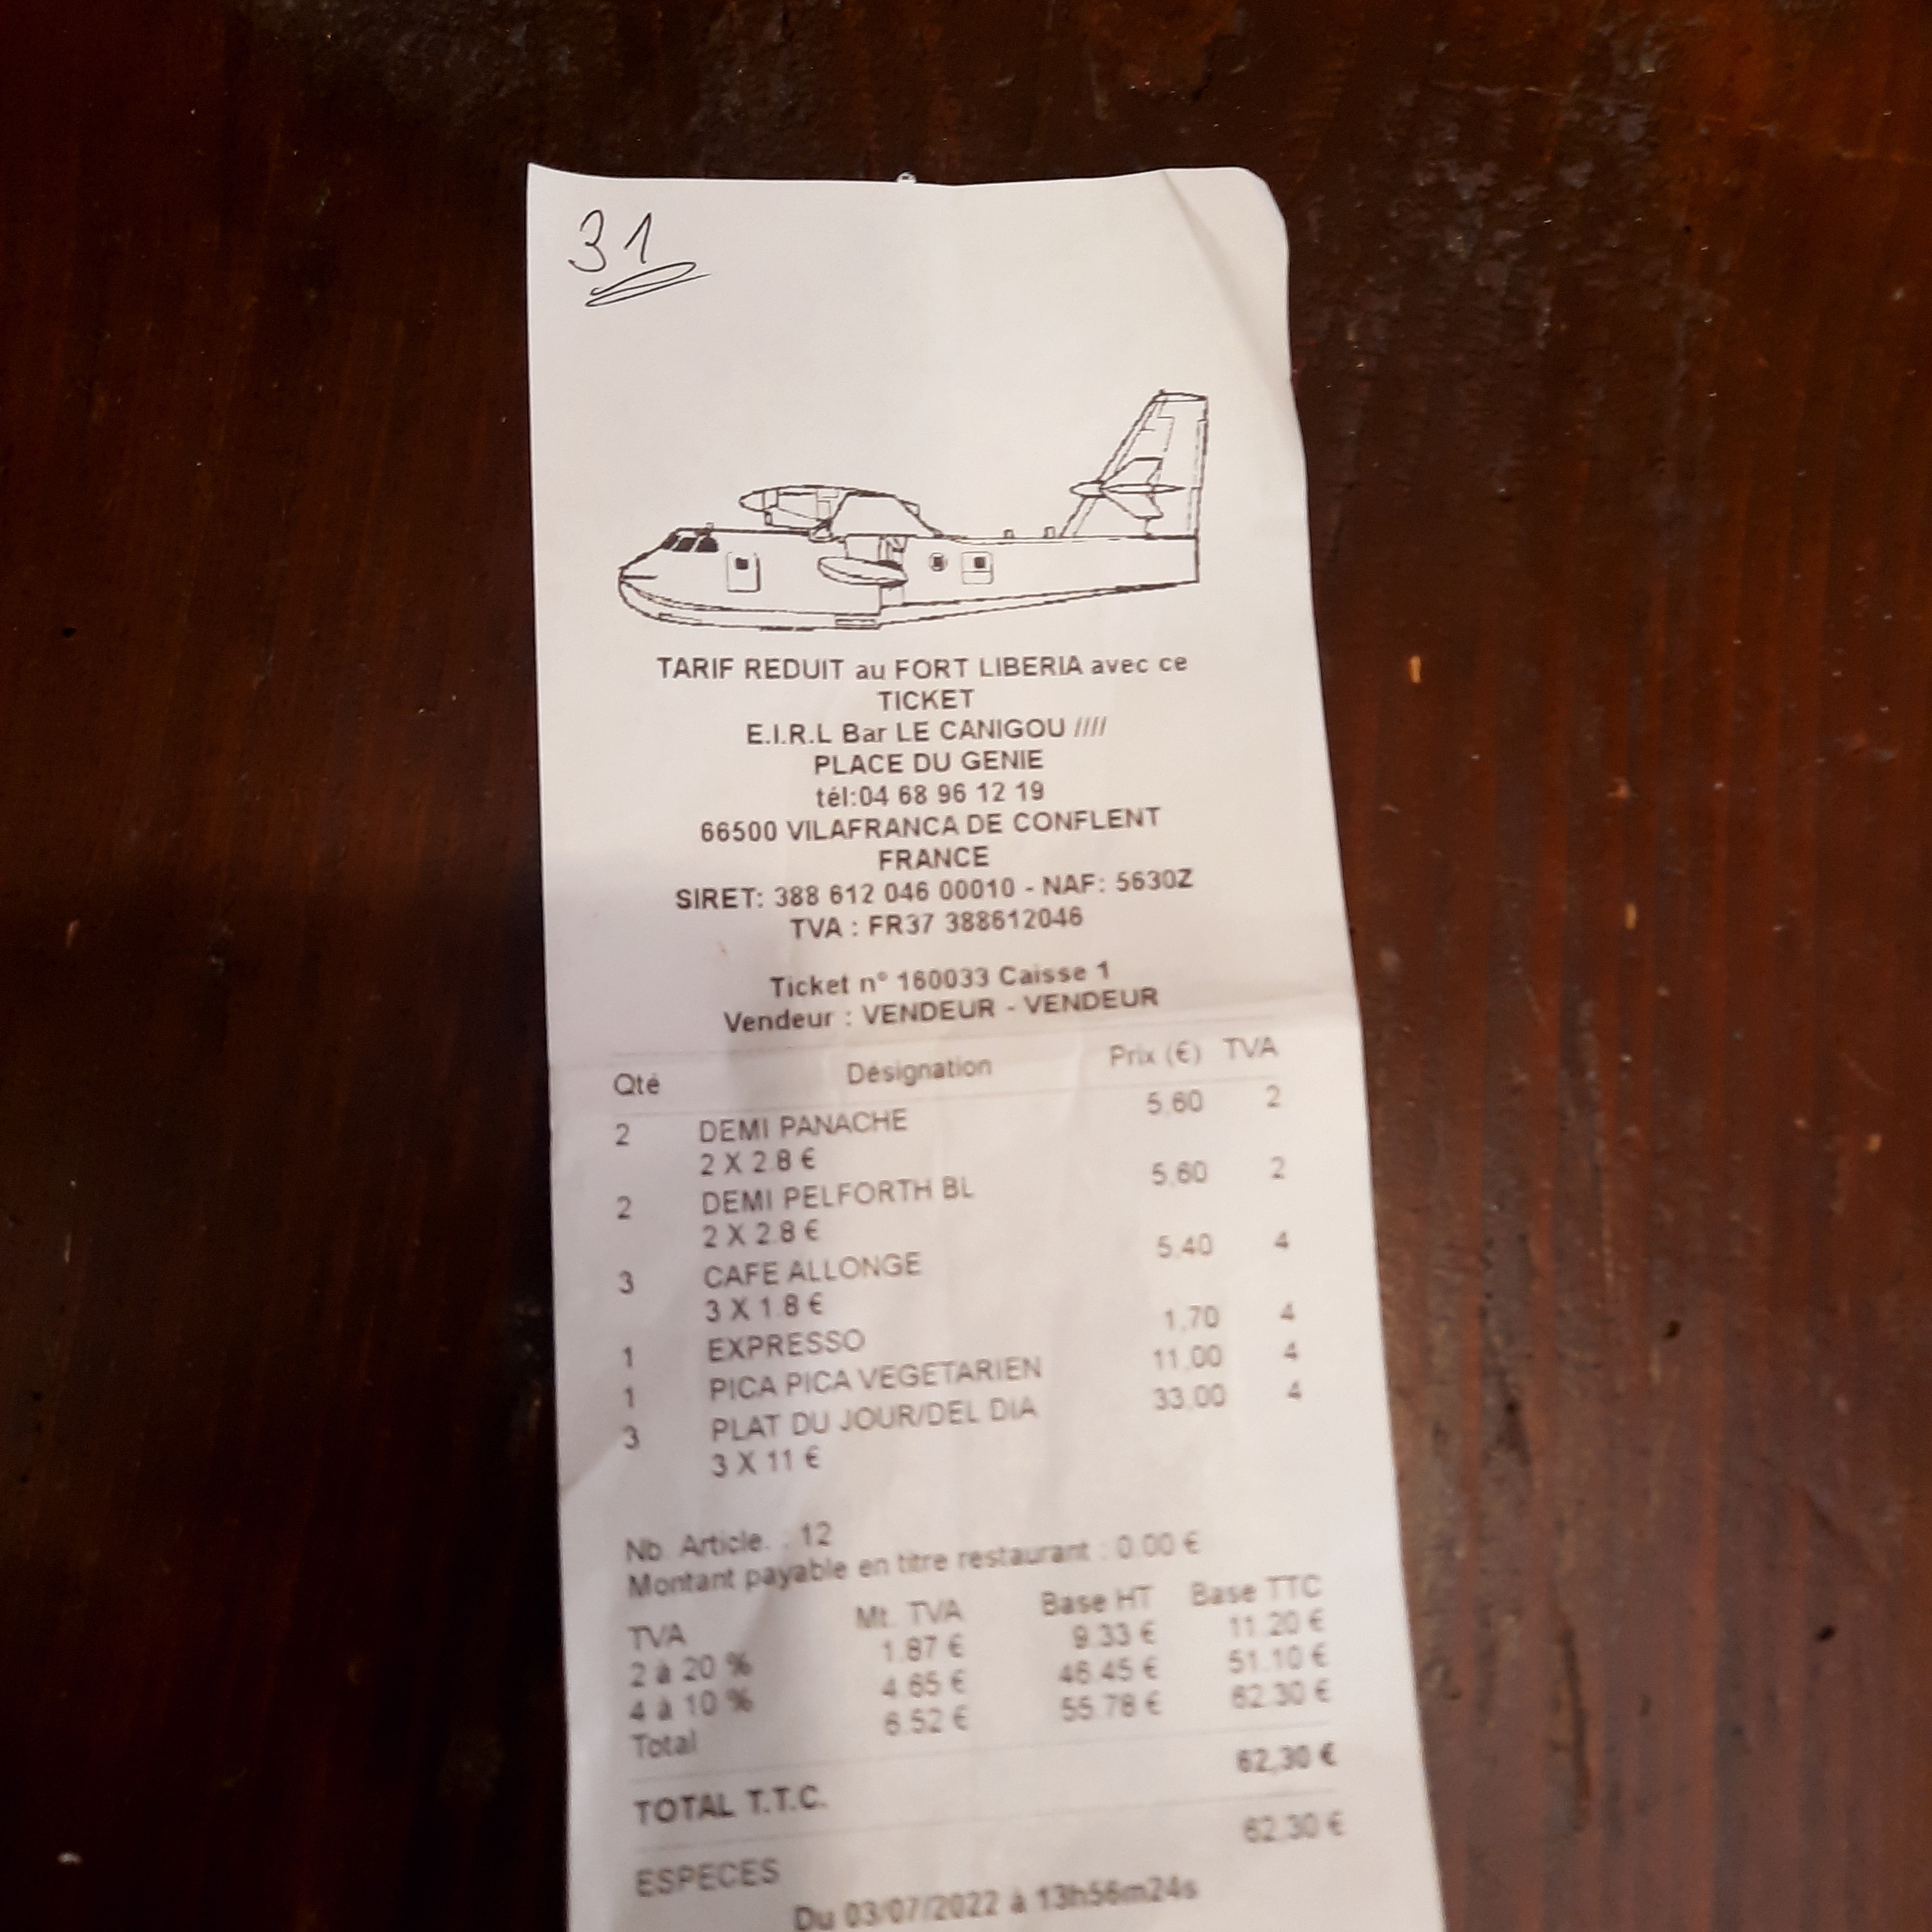 31
TARIF REDUIT au FORT LIBERIA avec ce
TICKET
E.I.R.L Bar LE CANIGOU ////
PLACE DU GENIE
tél:04 68 96 12 19
66500 VILAFRANCA DE CONFLENT
FRANCE
SIRET: 388 612 046 00010 - NAF: 5630Z
TVA : FR37 388612046
Ticket n° 160033 Caisse 1
Vendeur : VENDEUR - VENDEUR
Qté Désignation Prix (€) TVA
2 DEMI PANACHE 5,60 2
2 X 2.8 €
2 DEMI PELFORTH BL 5,60 2
2 X 2.8 €
3 CAFE ALLONGE 5,40 4
3 X 1.8 €
1 EXPRESSO 1,70 4
1 PICA PICA VEGETARIEN 11,00 4
3 PLAT DU JOUR/DEL DIA 33,00 4
3 X 11 €
Nb. Article. : 12
Montant payable en titre restaurant : 0.00 €
TVA Mt. TVA Base HT Base TTC
2 à 20 % 1.87 € 9.33 € 11.20 €
4 à 10 % 4.65 € 46.45 € 51.10 €
Total 6.52 € 55.78 € 62.30 €
TOTAL T.T.C. 62,30 €
ESPECES 62,30 €
Du 03/07/2022 à 13h56m24s